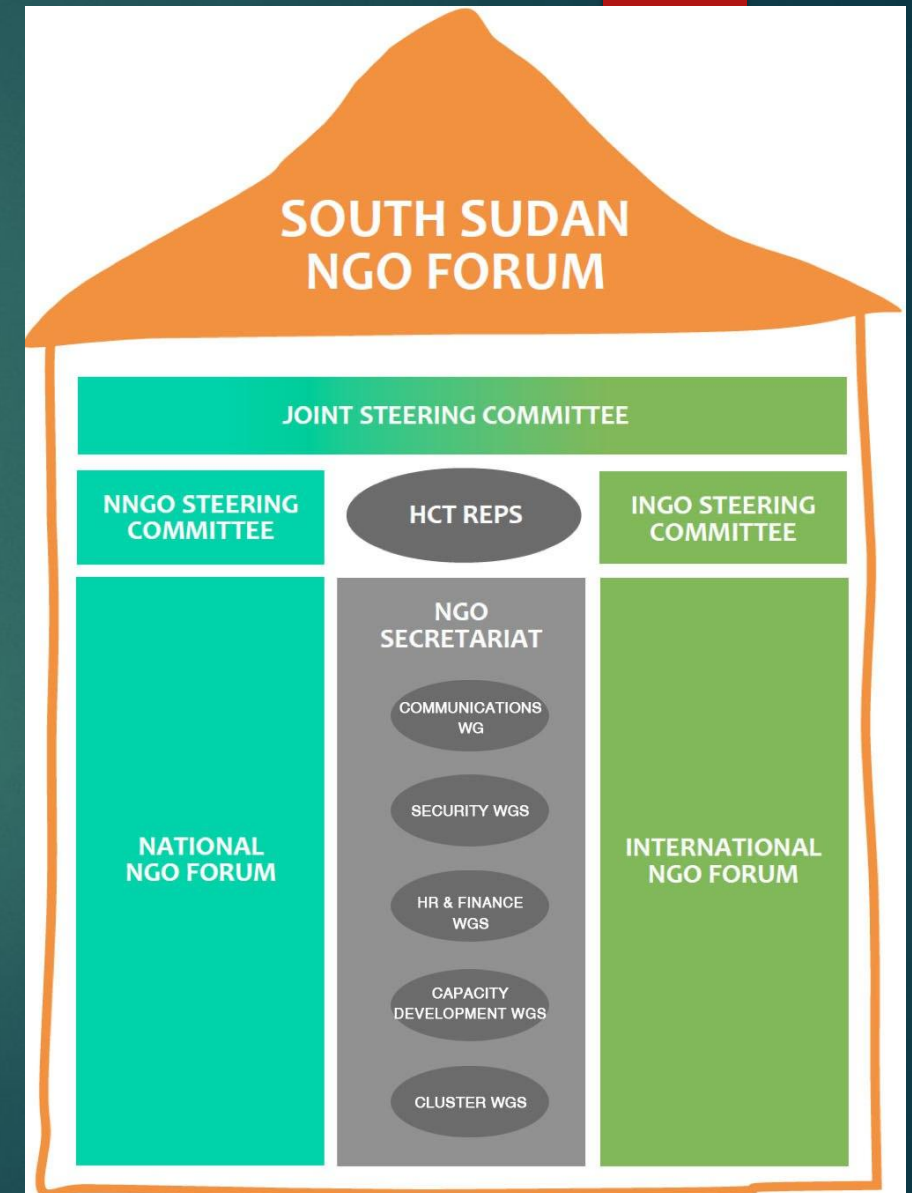 SOUTH SUDAN
NGO FORUM
JOINT STEERING COMMITTEE
NNGO STEERING
COMMITTEE
HCT REPS
INGO STEERING
COMMITTEE
NGO
SECRETARIAT
COMMUNICATIONS
WG
SECURITY WGS
HR & FINANCE
WGS
CAPACITY
DEVELOPMENT WGS
CLUSTER WGS
NATIONAL
NGO FORUM
INTERNATIONAL
NGO FORUM